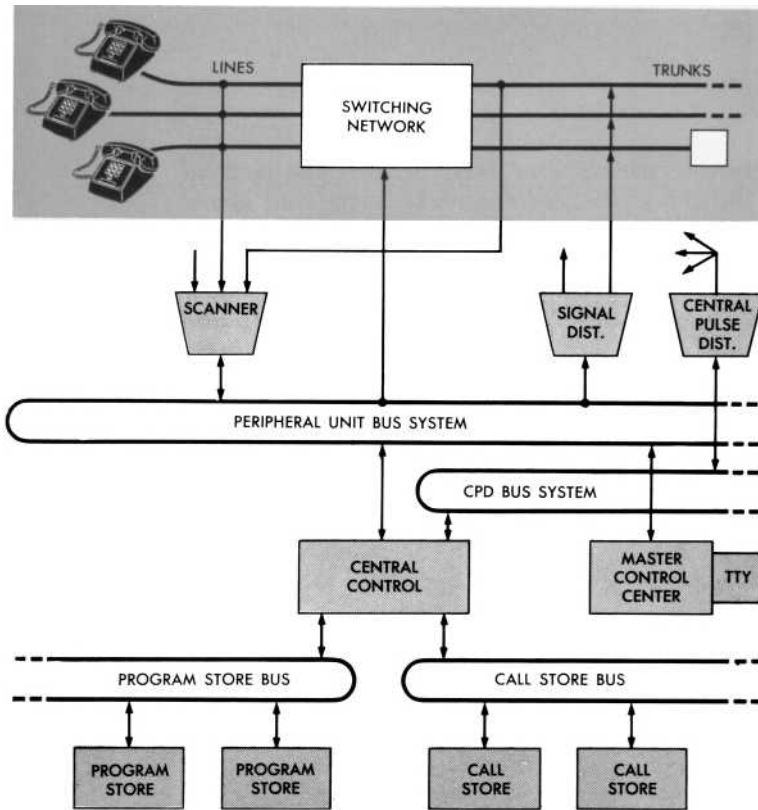 LINES
TRUNKS
SWITCHING
NETWORK
SCANNER
SIGNAL
DIST.
CENTRAL
PULSE
DIST.
PERIPHERAL UNIT BUS SYSTEM
CPD BUS SYSTEM
CENTRAL
CONTROL
MASTER
CONTROL
CENTER
TTY
PROGRAM STORE BUS
CALL STORE BUS
PROGRAM
STORE
PROGRAM
STORE
CALL
STORE
CALL
STORE